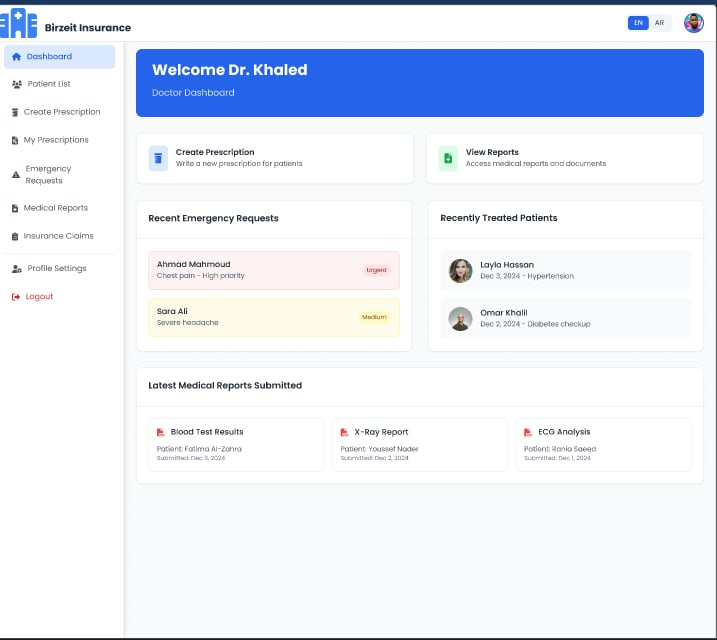 Birzeit Insurance
EN AR
Dashboard
Patient List
Create Prescription
My Prescriptions
Emergency
Requests
Medical Reports
Insurance Claims
Profile Settings
Logout
Welcome Dr. Khaled
Doctor Dashboard
Create Prescription
Write a new prescription for patients
View Reports
Access medical reports and documents
Recent Emergency Requests
Ahmad Mahmoud
Chest pain - High priority
Urgent
Sara Ali
Severe headache
Medium
Recently Treated Patients
Layla Hassan
Dec 3, 2024 - Hypertension
Omar Khalil
Dec 2, 2024 - Diabetes checkup
Latest Medical Reports Submitted
Blood Test Results
Patient: Fatima Al-Zahra
Submitted: Dec 3, 2024
X-Ray Report
Patient: Youssef Nader
Submitted: Dec 2, 2024
ECG Analysis
Patient: Rania Saeed
Submitted: Dec 1, 2024